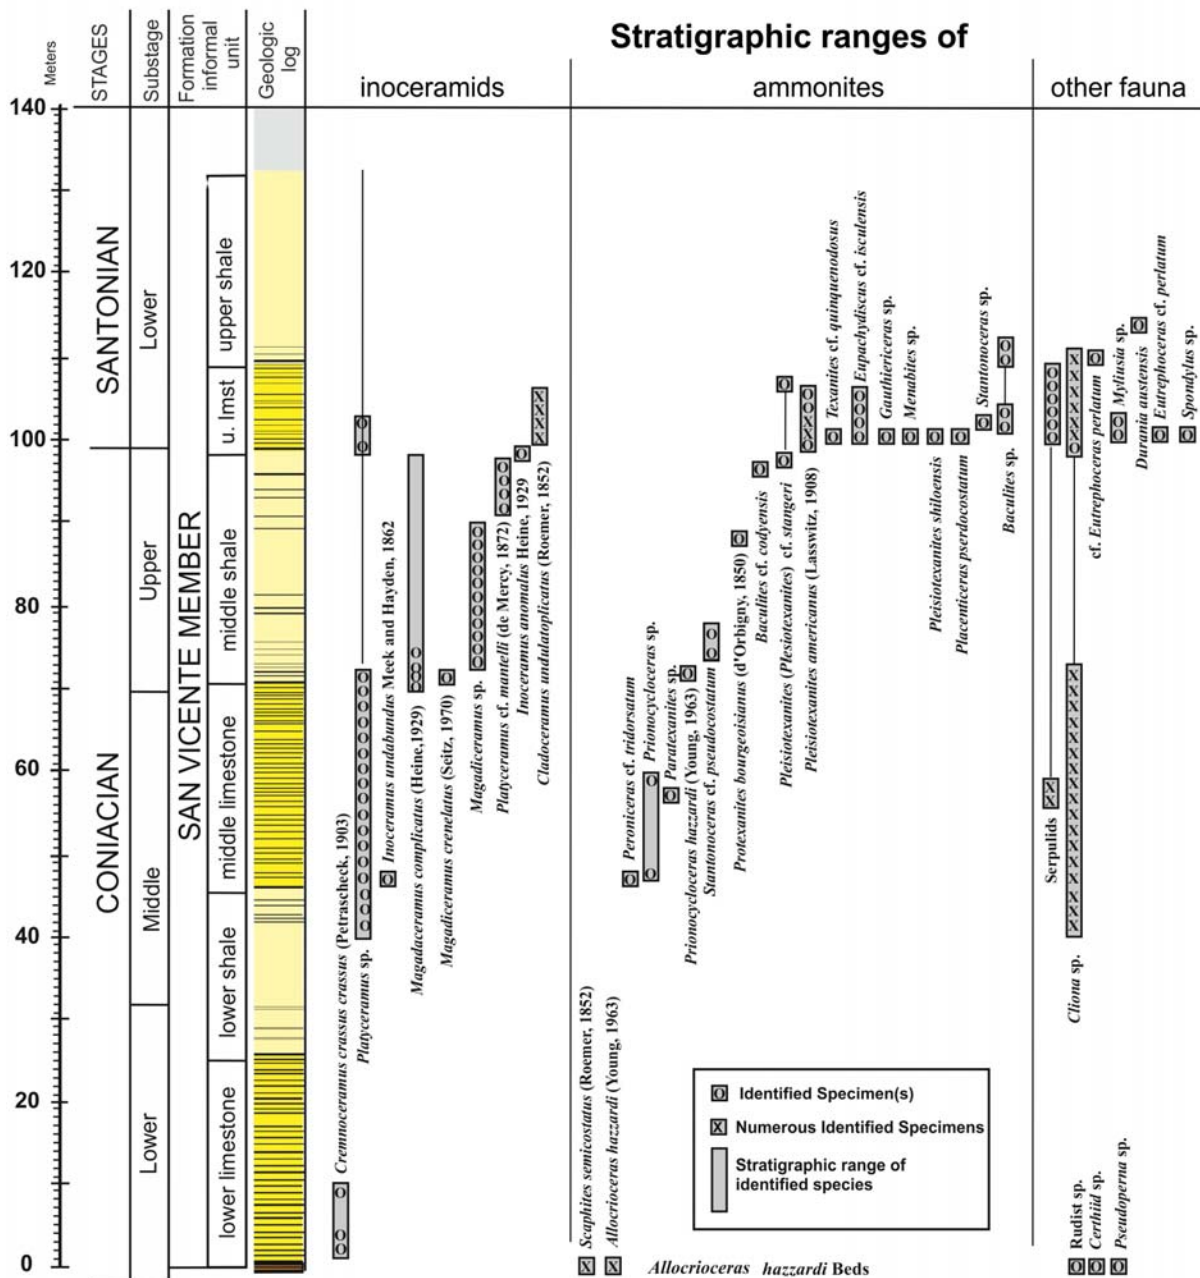 Stratigraphic ranges of
Meters
STAGES
Substage
Formation
informal
unit
Geologic
log
inoceramids
ammonites
other fauna
140
120
100
80
60
40
20
0
SANTONIAN
CONIACIAN
Lower
Upper
Middle
Lower
SAN VICENTE MEMBER
upper shale
u. lmst
middle shale
middle limestone
lower shale
lower limestone
Cremnoceramus crassus crassus (Petrascheck, 1903)
Platyceramus sp.
Inoceramus undabundus Meek and Hayden, 1862
Magadaceramus complicatus (Heine,1929)
Magadiceramus crenelatus (Seitz, 1970)
Magadiceramus sp.
Platyceramus cf. mantelli (de Mercy, 1872)
Inoceramus anomalus Heine, 1929
Cladoceramus undulatoplicatus (Roemer, 1852)
Scaphites semicostatus (Roemer, 1852)
Allocrioceras hazzardi (Young, 1963)
Peroniceras cf. tridorsatum
Prionocycloceras sp.
Paratexanites sp.
Prionocycloceras hazzardi (Young, 1963)
Stantonoceras cf. pseudocostatum
Protexanites bourgeoisianus (d'Orbigny, 1850)
Baculites cf. codyensis
Pleisiotexanites (Plesiotexanites) cf. stangeri
Pleisiotexanites americanus (Lasswitz, 1908)
Texanites cf. quinquenodosus
Eupachydiscus cf. isculensis
Gauthiericeras sp.
Menabites sp.
Pleisiotexanites shiloensis
Placenticeras pserdocostatum
Stantonoceras sp.
Baculites sp.
Serpulids
Cliona sp.
cf. Eutrephoceras perlatum
Myliusia sp.
Durania austensis
Eutrephoceras cf. perlatum
Spondylus sp.
Rudist sp.
Certhiid sp.
Pseudoperna sp.
O Identified Specimen(s)
X Numerous Identified Specimens
Stratigraphic range of
identified species
Allocrioceras hazzardi Beds